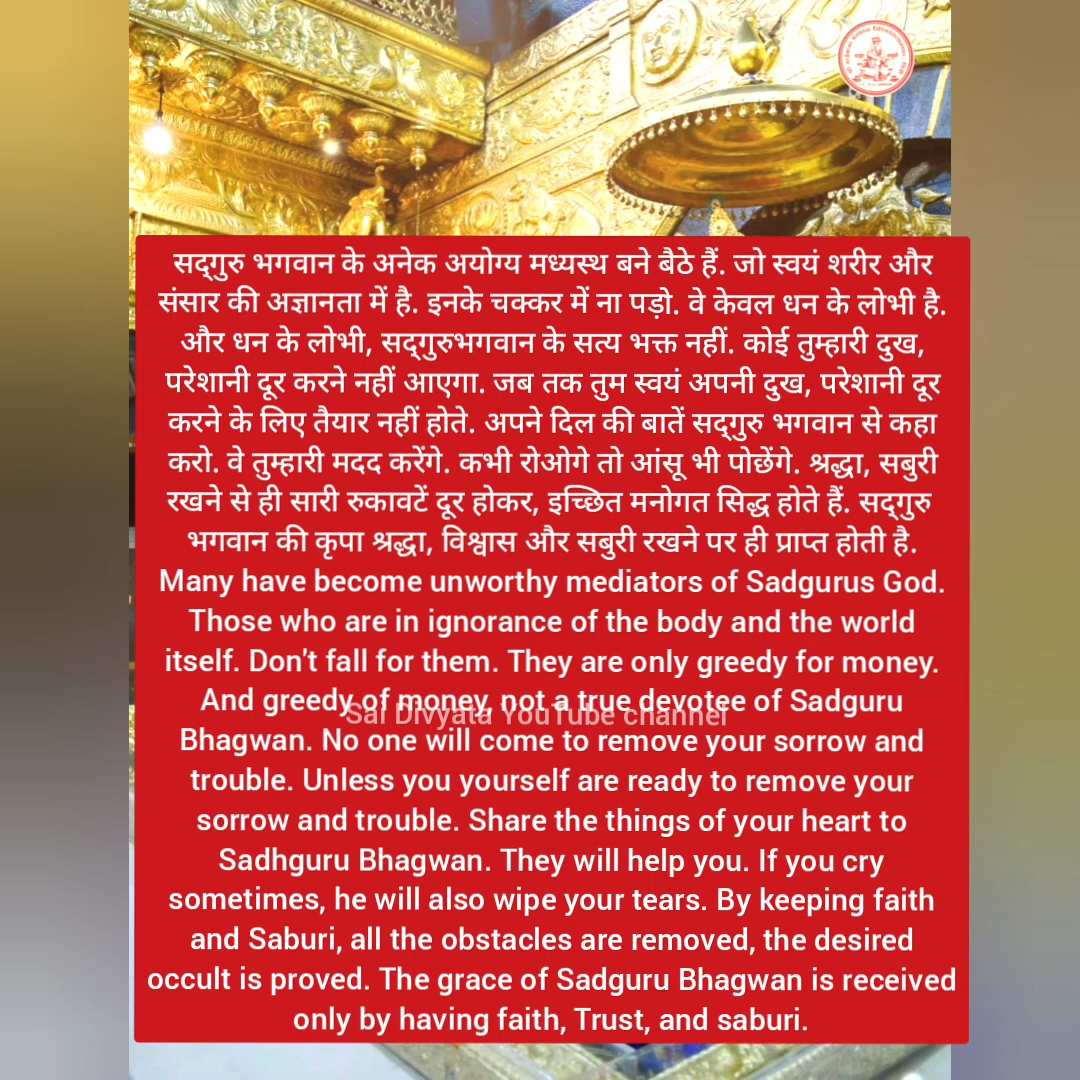 सद्‌गुरु भगवान के अनेक अयोग्य मध्यस्थ बने बैठे हैं. जो स्वयं शरीर और
संसार की अज्ञानता में है. इनके चक्कर में ना पड़ो. वे केवल धन के लोभी है.
और धन के लोभी, सद्‌गुरुभगवान के सत्य भक्त नहीं. कोई तुम्हारी दुख,
परेशानी दूर करने नहीं आएगा. जब तक तुम स्वयं अपनी दुख, परेशानी दूर
करने के लिए तैयार नहीं होते. अपने दिल की बातें सद्‌गुरु भगवान से कहा
करो. वे तुम्हारी मदद करेंगे. कभी रोओगे तो आंसू भी पोछेंगे. श्रद्धा, सबुरी
रखने से ही सारी रुकावटें दूर होकर, इच्छित मनोगत सिद्ध होते हैं. सद्‌गुरु
भगवान की कृपा श्रद्धा, विश्वास और सबुरी रखने पर ही प्राप्त होती है.
Many have become unworthy mediators of Sadgurus God.
Those who are in ignorance of the body and the world
itself. Don't fall for them. They are only greedy for money.
And greedy of money, not a true devotee of Sadguru
Sai Divyata YouTube channel
Bhagwan. No one will come to remove your sorrow and
trouble. Unless you yourself are ready to remove your
sorrow and trouble. Share the things of your heart to
Sadhguru Bhagwan. They will help you. If you cry
sometimes, he will also wipe your tears. By keeping faith
and Saburi, all the obstacles are removed, the desired
occult is proved. The grace of Sadguru Bhagwan is received
only by having faith, Trust, and saburi.